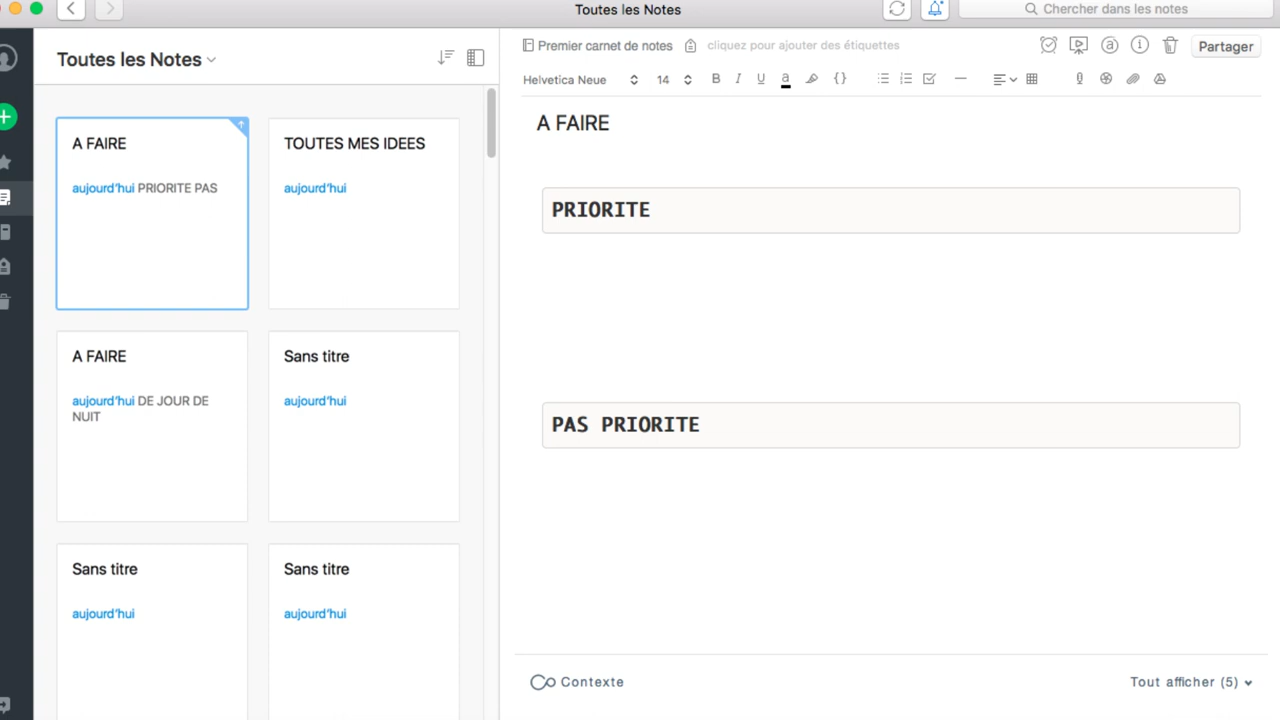 Toutes les Notes
Chercher dans les notes
Toutes les Notes
A FAIRE
aujourd'hui PRIORITE PAS
TOUTES MES IDEES
aujourd'hui
A FAIRE
aujourd'hui DE JOUR DE
NUIT
Sans titre
aujourd'hui
Sans titre
aujourd'hui
Sans titre
aujourd'hui
Premier carnet de notes
cliquez pour ajouter des étiquettes
Partager
Helvetica Neue
14
B I U a {}
A FAIRE
PRIORITE
PAS PRIORITE
Contexte
Tout afficher (5)